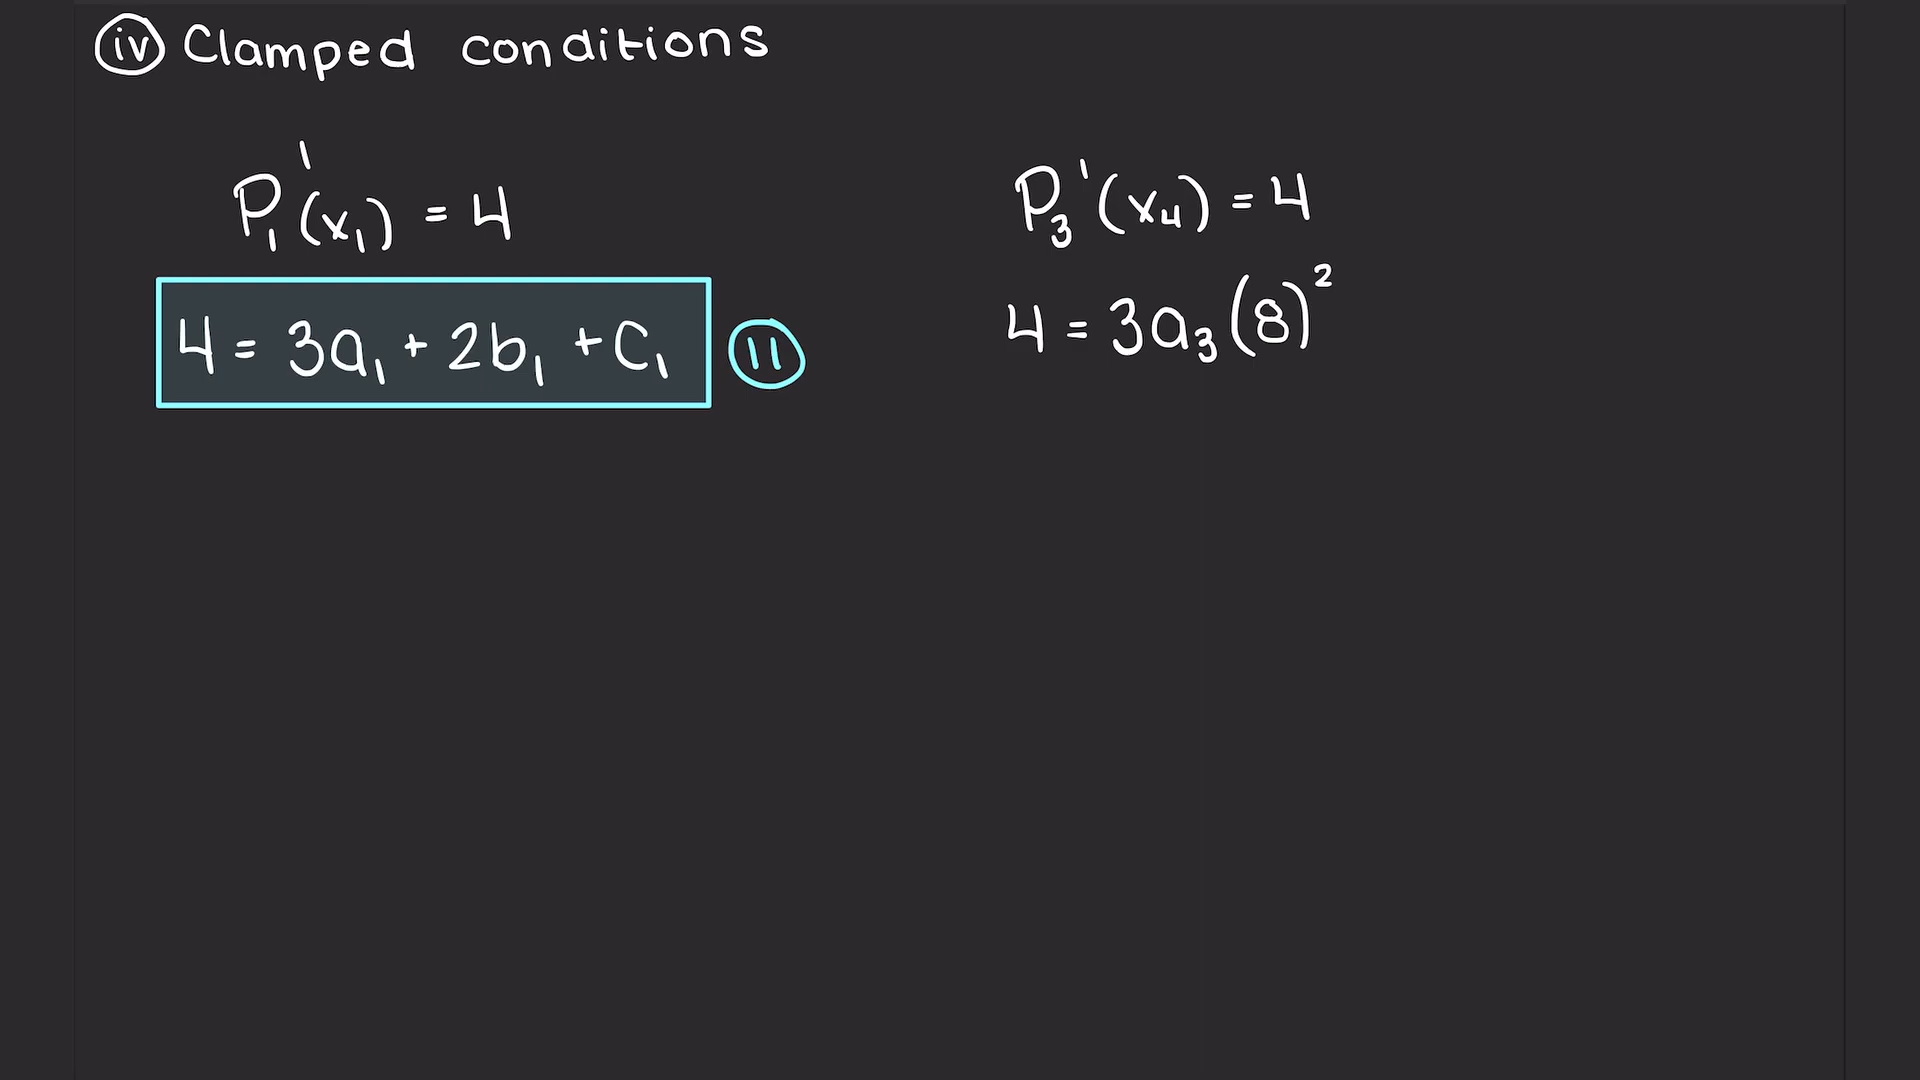 (iv) Clamped conditions
P₁'(x₁) = 4
4 = 3a₁ + 2b₁ + C₁ (11)
P₃'(x₄) = 4
4 = 3a₃(8)²